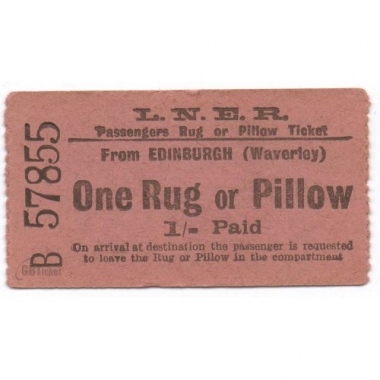 L.N.E.R.
Passengers Rug or Pillow Ticket
From EDINBURGH (Waverley)
One Rug or Pillow
1/= Paid
On arrival at destination the passenger is requested
to leave the Rug or Pillow in the compartment
B 57855